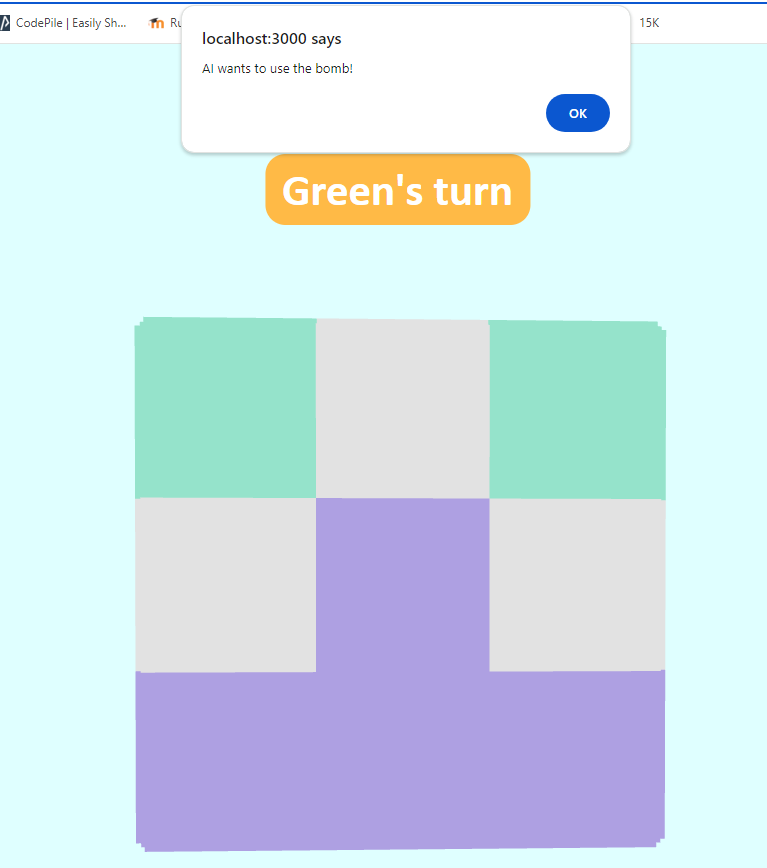 CodePile | Easily Sh...
15K
localhost:3000 says
AI wants to use the bomb!
OK
Green's turn